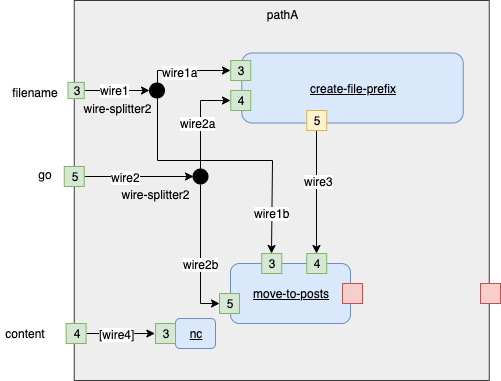 pathA
wire1a
3
create-file-prefix
filename
3
wire1
wire-splitter2
4
wire2a
5
go
5
wire2
wire3
wire-splitter2
wire1b
wire2b
3
4
move-to-posts
5
content
4
[wire4]
3
nc